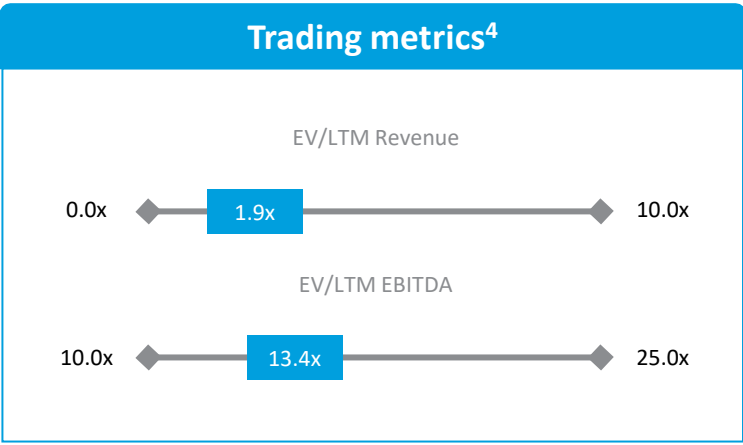 Trading metrics⁴
EV/LTM Revenue
0.0x 1.9x 10.0x
EV/LTM EBITDA
10.0x 13.4x 25.0x